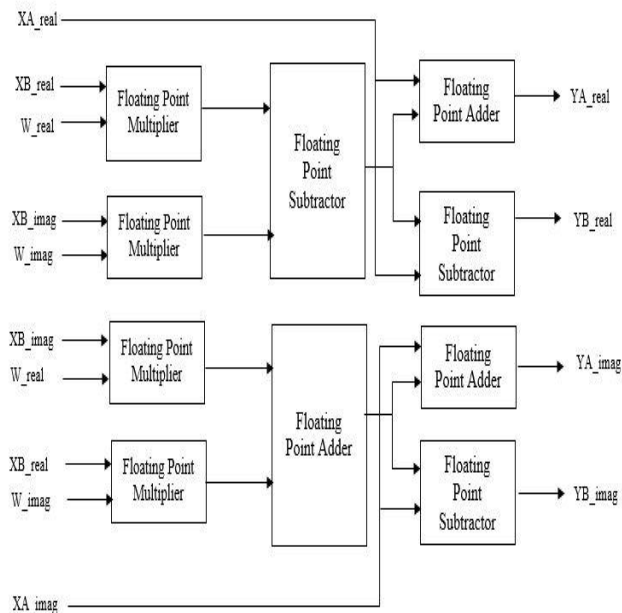 XA_real
XB_real
W_real
Floating Point
Multiplier
Floating
Point
Subtractor
Floating
Point Adder
YA_real
XB_imag
W_imag
Floating Point
Multiplier
Floating
Point
Subtractor
YB_real
XB_imag
W_real
Floating Point
Multiplier
Floating
Point Adder
Floating
Point Adder
YA_imag
XB_real
W_imag
Floating Point
Multiplier
Floating
Point
Subtractor
YB_imag
XA_imag